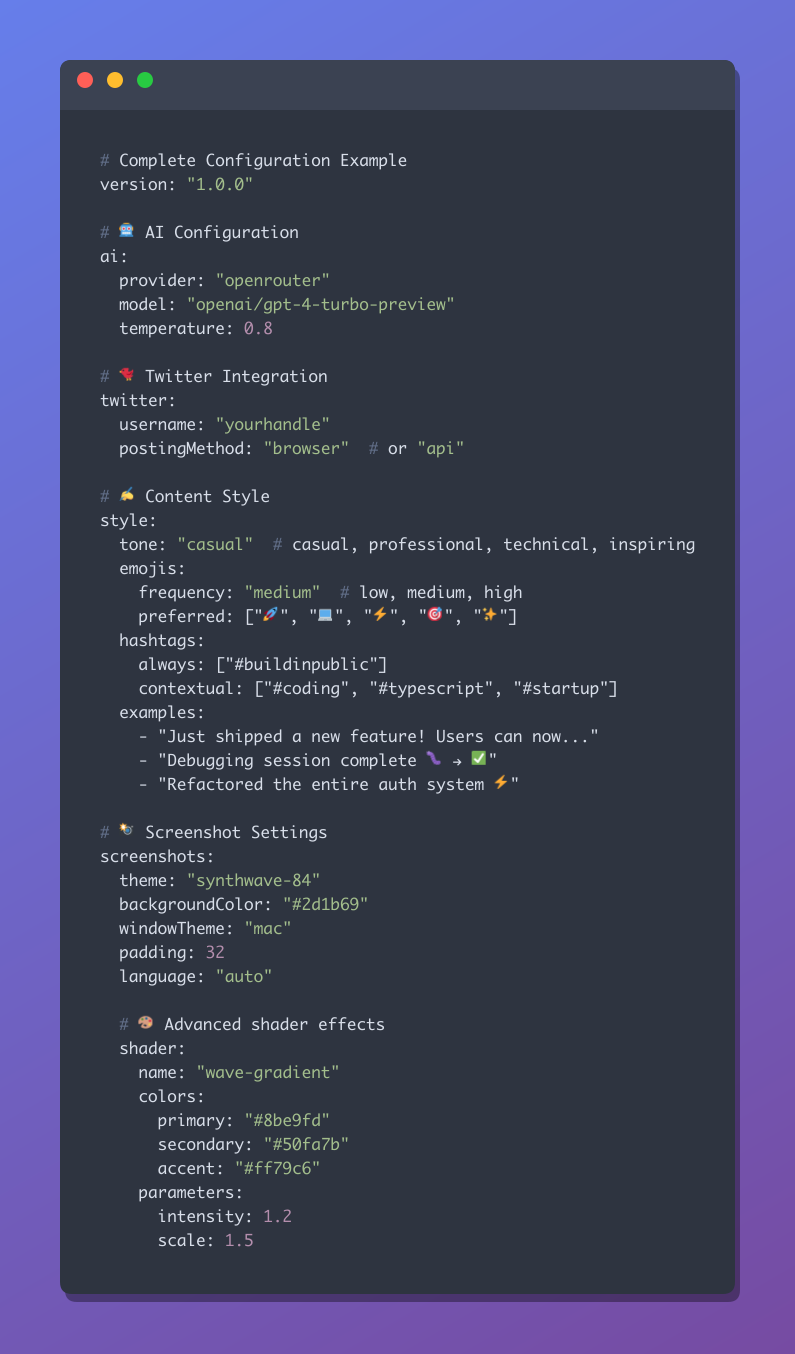 # Complete Configuration Example
version: "1.0.0"

# 🤖 AI Configuration
ai:
  provider: "openrouter"
  model: "openai/gpt-4-turbo-preview"
  temperature: 0.8

# 🐦 Twitter Integration
twitter:
  username: "yourhandle"
  postingMethod: "browser"  # or "api"

# ✍️ Content Style
style:
  tone: "casual"  # casual, professional, technical, inspiring
  emojis:
    frequency: "medium"  # low, medium, high
    preferred: ["🚀", "💻", "⚡", "🎯", "✨"]
  hashtags:
    always: ["#buildinpublic"]
    contextual: ["#coding", "#typescript", "#startup"]
  examples:
    - "Just shipped a new feature! Users can now..."
    - "Debugging session complete 🐛 → ✅"
    - "Refactored the entire auth system ⚡"

# 📸 Screenshot Settings
screenshots:
  theme: "synthwave-84"
  backgroundColor: "#2d1b69"
  windowTheme: "mac"
  padding: 32
  language: "auto"

  # 🎨 Advanced shader effects
  shader:
    name: "wave-gradient"
    colors:
      primary: "#8be9fd"
      secondary: "#50fa7b"
      accent: "#ff79c6"
    parameters:
      intensity: 1.2
      scale: 1.5